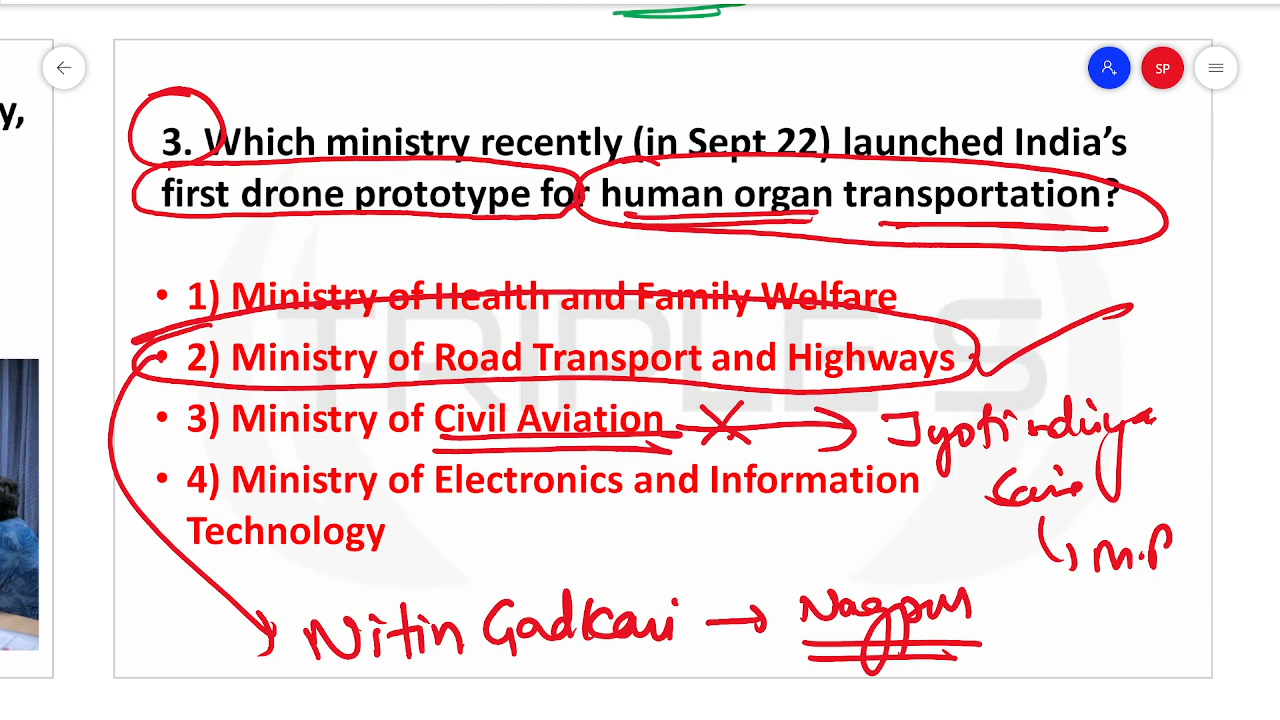 y,
SP
3. Which ministry recently (in Sept 22) launched India's
first drone prototype for human organ transportation?
• 1) Ministry of Health and Family Welfare
• 2) Ministry of Road Transport and Highways
• 3) Ministry of Civil Aviation
• 4) Ministry of Electronics and Information
Technology
TRIPLE S
M.P
Nitin Gadkari → Nagpur